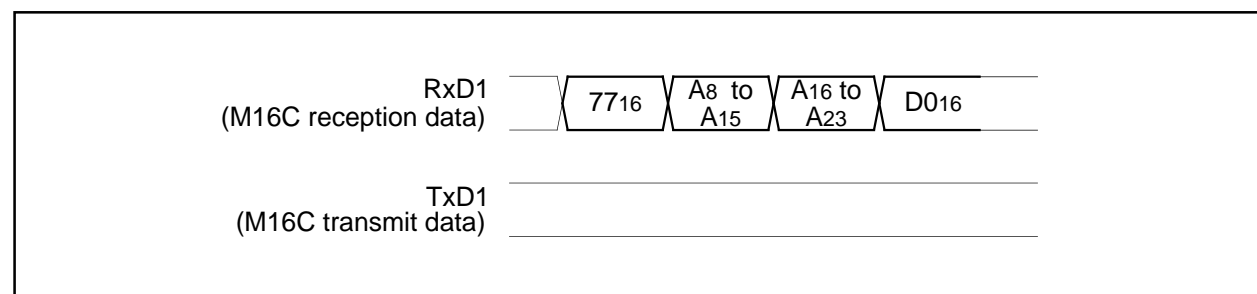 RxD1
(M16C reception data)
7716
A8 to
A15
A16 to
A23
D016
TxD1
(M16C transmit data)